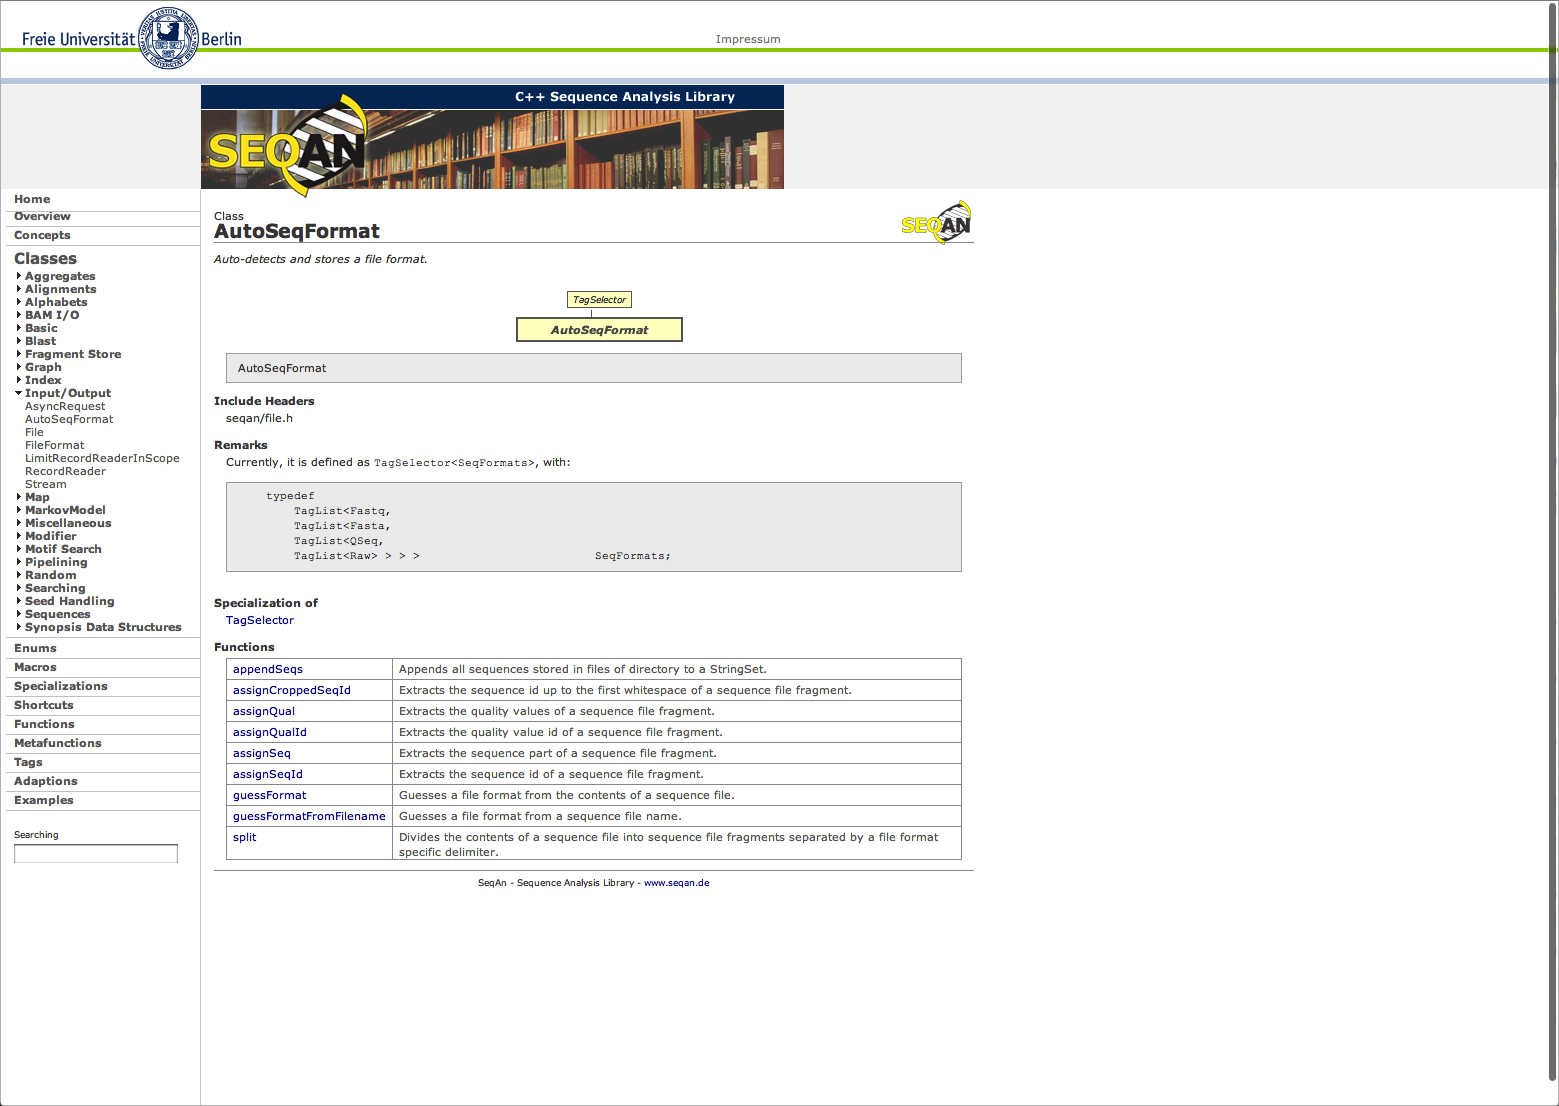 Freie Universität Berlin
Impressum
C++ Sequence Analysis Library
SEQAN
Home
Overview
Concepts
Classes
Aggregates
Alignments
Alphabets
BAM I/O
Basic
Blast
Fragment Store
Graph
Index
Input/Output
AsyncRequest
AutoSeqFormat
File
FileFormat
LimitRecordReaderInScope
RecordReader
Stream
Map
MarkovModel
Miscellaneous
Modifier
Motif Search
Pipelining
Random
Searching
Seed Handling
Sequences
Synopsis Data Structures
Enums
Macros
Specializations
Shortcuts
Functions
Metafunctions
Tags
Adaptions
Examples
Searching
Class
AutoSeqFormat
SEQAN
Auto-detects and stores a file format.
TagSelector
AutoSeqFormat
AutoSeqFormat
Include Headers
seqan/file.h
Remarks
Currently, it is defined as TagSelector<SeqFormats>, with:
typedef
TagList<Fastq,
TagList<Fasta,
TagList<QSeq,
TagList<Raw> > > > SeqFormats;
Specialization of
TagSelector
Functions
appendSeqs Appends all sequences stored in files of directory to a StringSet.
assignCroppedSeqId Extracts the sequence id up to the first whitespace of a sequence file fragment.
assignQual Extracts the quality values of a sequence file fragment.
assignQualId Extracts the quality value id of a sequence file fragment.
assignSeq Extracts the sequence part of a sequence file fragment.
assignSeqId Extracts the sequence id of a sequence file fragment.
guessFormat Guesses a file format from the contents of a sequence file.
guessFormatFromFilename Guesses a file format from a sequence file name.
split Divides the contents of a sequence file into sequence file fragments separated by a file format
specific delimiter.
SeqAn - Sequence Analysis Library - www.seqan.de